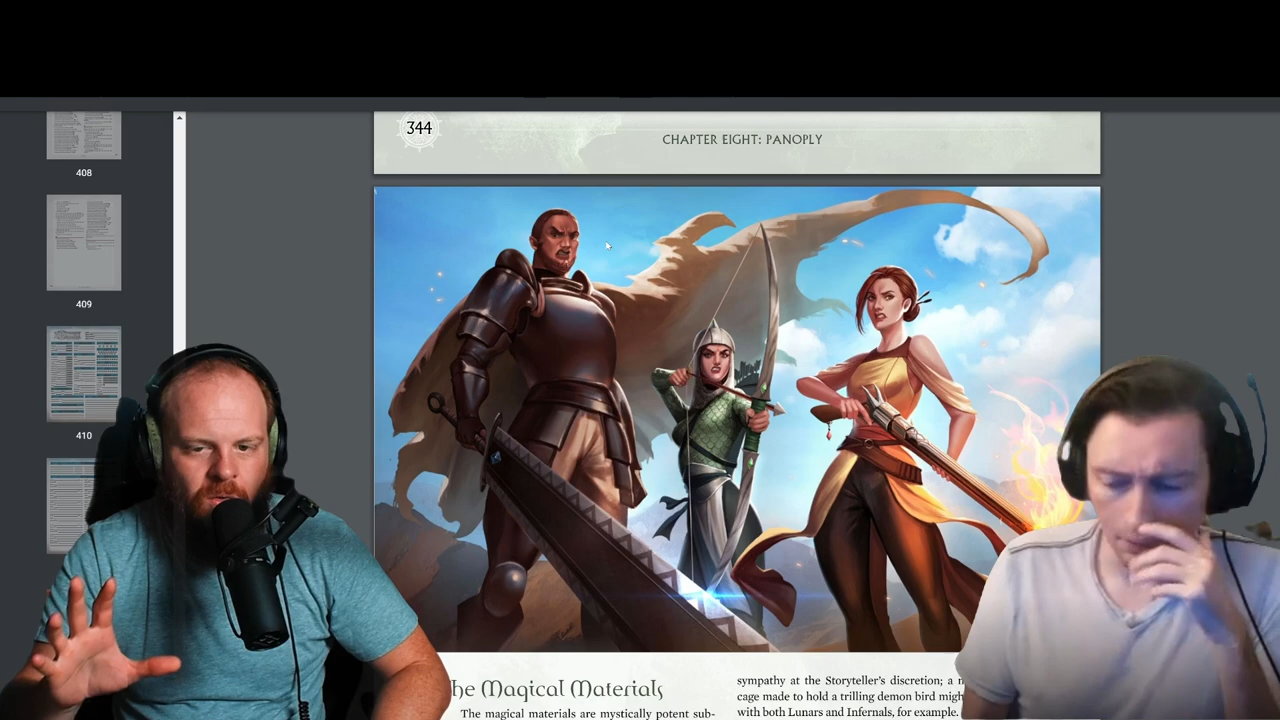 408
409
410
344
CHAPTER EIGHT: PANOPLY
he Magical Materials
The magical materials are mystically potent sub-
sympathy at the Storyteller's discretion; a
cage made to hold a trilling demon bird
with both Lunars and Infernals, for example.